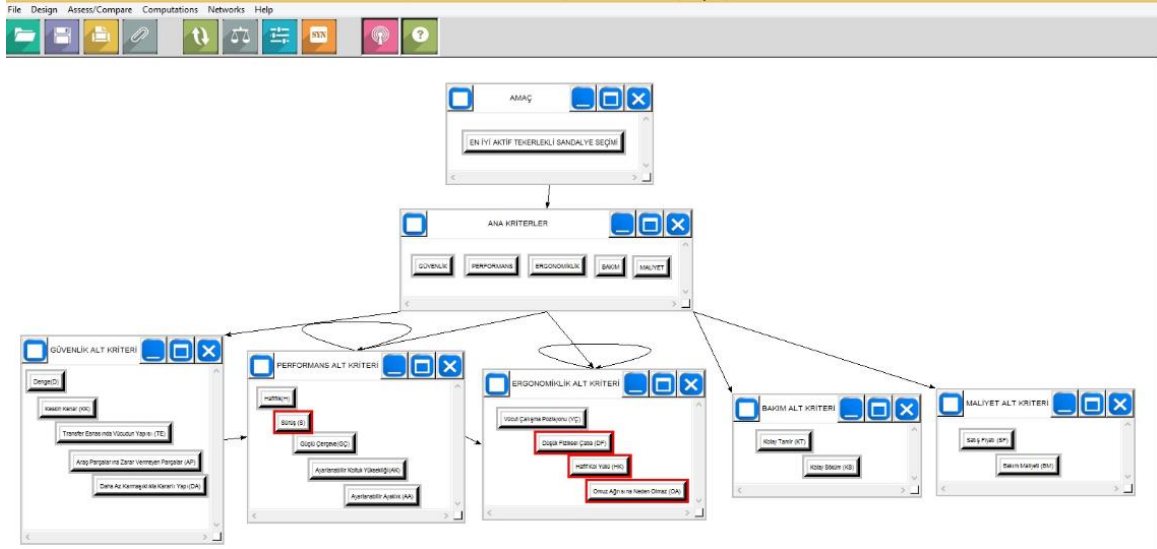 File Design Assess/Compare Computations Networks Help
SYN
AMAÇ
EN İYİ AKTİF TEKERLEKLİ SANDALYE SEÇİMİ
ANA KRİTERLER
GÜVENLİK PERFORMANS ERGONOMİKLİK BAKIM MALİYET
GÜVENLİK ALT KRİTERİ
Denge(D)
Keskin Kenar (KK)
Transfer Esnasında Vücudun Yapısı (TE)
Araç Parçalarına Zarar Vermeyen Parçalar (AP)
Daha Az Karmaşıklıkla Kararlı Yapı(DA)
PERFORMANS ALT KRİTERİ
Hafiflik(H)
Sürüş (S)
Güçlü Çerçeve(GÇ)
Ayarlanabilir Koltuk Yüksekliği(AK)
Ayarlanabilir Ayaklık (AA)
ERGONOMİKLİK ALT KRİTERİ
Vücut Çalışma Pozisyonu (VÇ)
Düşük Fiziksel Çaba (DF)
Hafif Kol Yükü (HK)
Omuz Ağrısına Neden Olmaz (OA)
BAKIM ALT KRİTERİ
Kolay Tamir (KT)
Kolay Söküm (KS)
MALİYET ALT KRİTERİ
Satış Fiyatı (SF)
Bakım Maliyeti (BM)